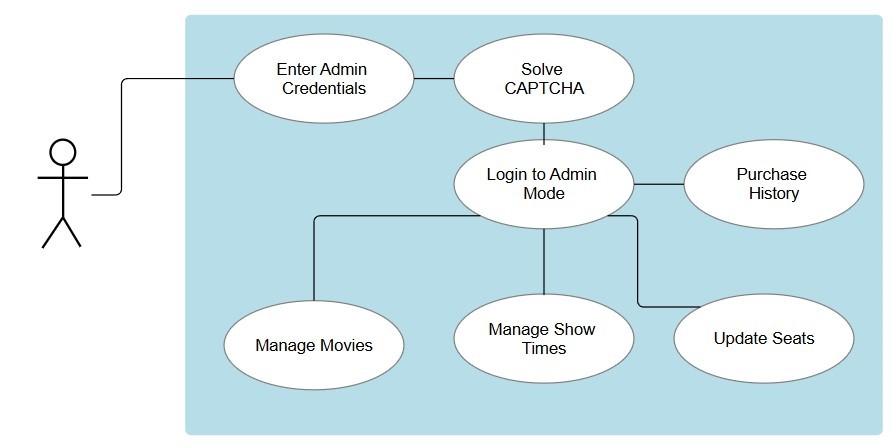 Enter Admin
Credentials
Solve
CAPTCHA
Login to Admin
Mode
Purchase
History
Manage Movies
Manage Show
Times
Update Seats